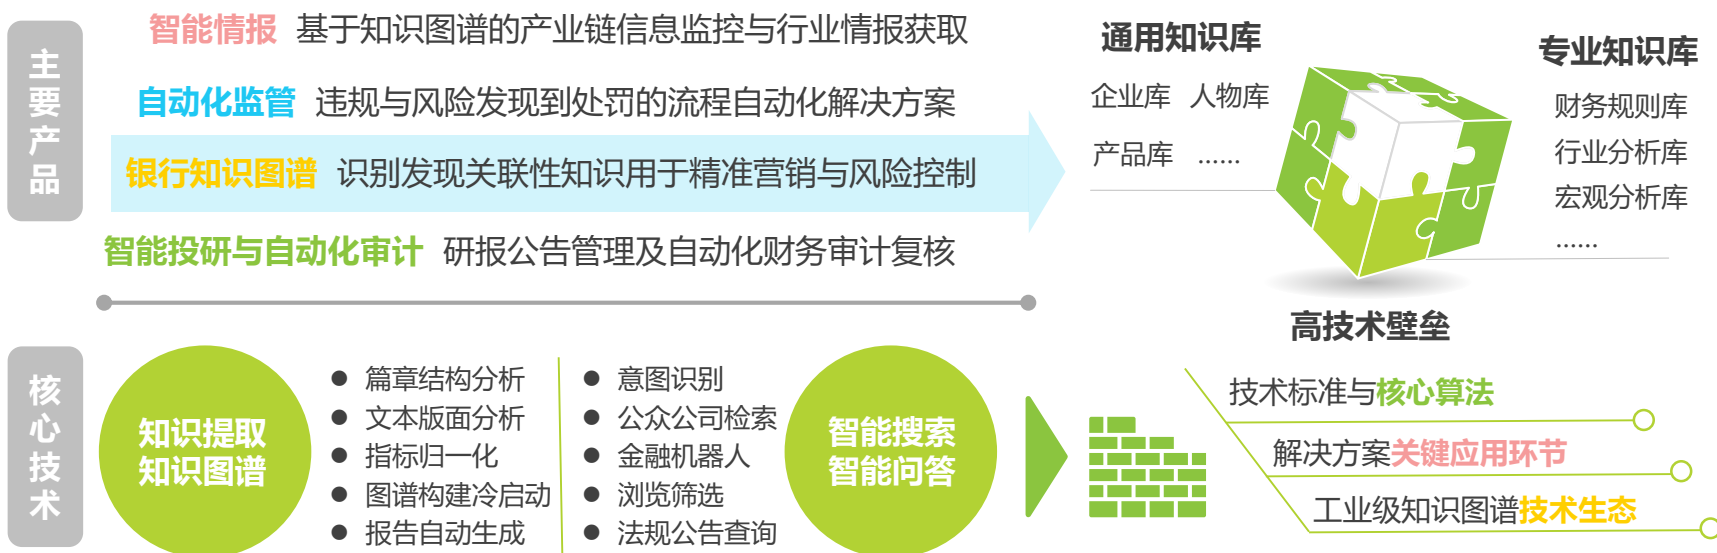 主要产品
智能情报 基于知识图谱的产业链信息监控与行业情报获取
自动化监管 违规与风险发现到处罚的流程自动化解决方案
银行知识图谱 识别发现关联性知识用于精准营销与风险控制
智能投研与自动化审计 研报公告管理及自动化财务审计复核
通用知识库
企业库 人物库
产品库 ......
专业知识库
财务规则库
行业分析库
宏观分析库
......
核心技术
知识提取
知识图谱
● 篇章结构分析
● 文本版面分析
● 指标归一化
● 图谱构建冷启动
● 报告自动生成
● 意图识别
● 公众公司检索
● 金融机器人
● 浏览筛选
● 法规公告查询
智能搜索
智能问答
高技术壁垒
技术标准与核心算法
解决方案关键应用环节
工业级知识图谱技术生态